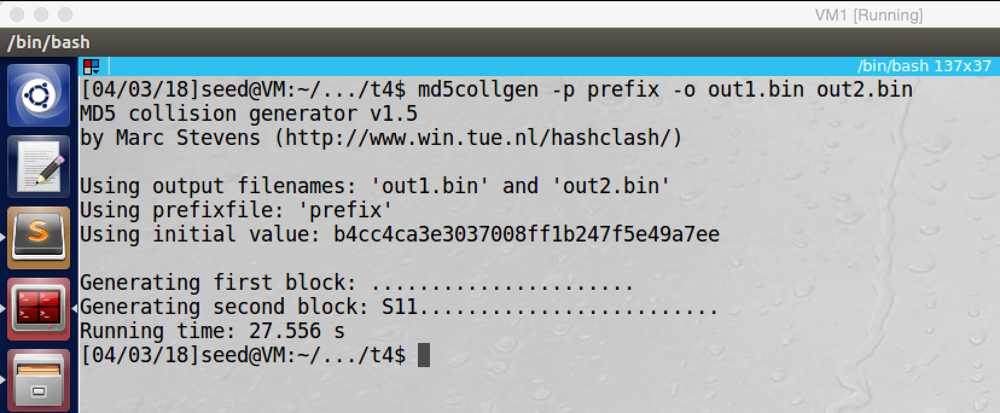 VM1 [Running]
/bin/bash
/bin/bash 137x37
[04/03/18]seed@VM:~/.../t4$ md5collgen -p prefix -o out1.bin out2.bin
MD5 collision generator v1.5
by Marc Stevens (http://www.win.tue.nl/hashclash/)
Using output filenames: 'out1.bin' and 'out2.bin'
Using prefixfile: 'prefix'
Using initial value: b4cc4ca3e3037008ff1b247f5e49a7ee
Generating first block: ......................
Generating second block: S11.........................
Running time: 27.556 s
[04/03/18]seed@VM:~/.../t4$